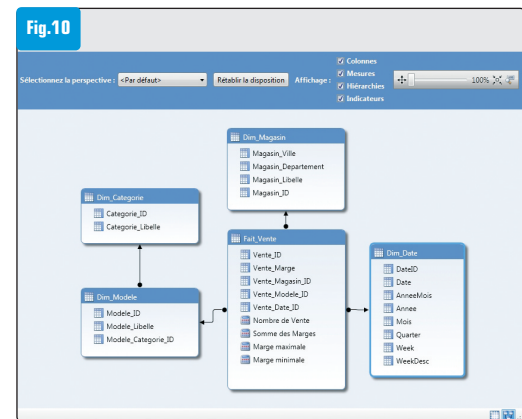 Fig.10
Sélectionnez la perspective : <Par défaut> Rétablir la disposition Affichage :
Colonnes
Mesures
Hiérarchies
Indicateurs
100%
Dim_Magasin
Magasin_Ville
Magasin_Departement
Magasin_Libelle
Magasin_ID
Dim_Categorie
Categorie_ID
Categorie_Libelle
Fait_Vente
Vente_ID
Vente_Marge
Vente_Magasin_ID
Vente_Modele_ID
Vente_Date_ID
Nombre de Vente
Somme des Marges
Marge maximale
Marge minimale
Dim_Date
DateID
Date
AnneeMois
Annee
Mois
Quarter
Week
WeekDesc
Dim_Modele
Modele_ID
Modele_Libelle
Modele_Categorie_ID